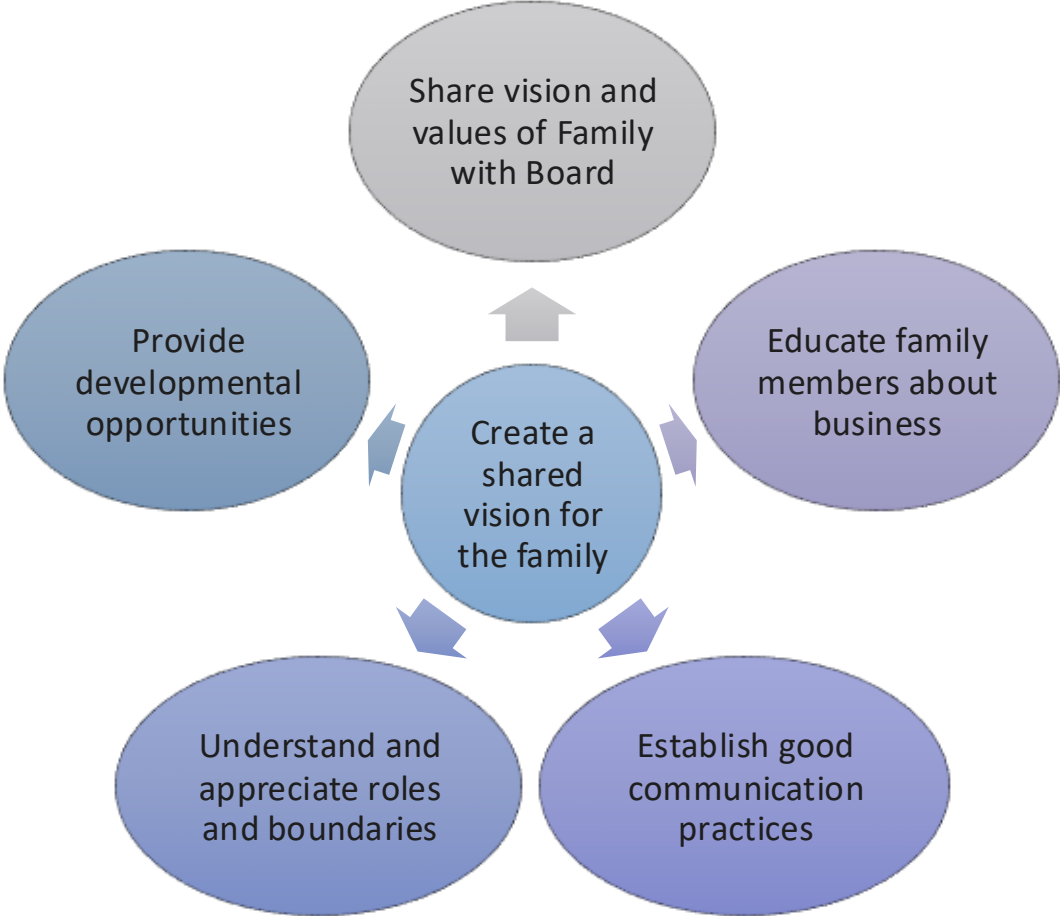 Share vision and
values of Family
with Board
Provide
developmental
opportunities
Educate family
members about
business
Create a
shared
vision for
the family
Understand and
appreciate roles
and boundaries
Establish good
communication
practices